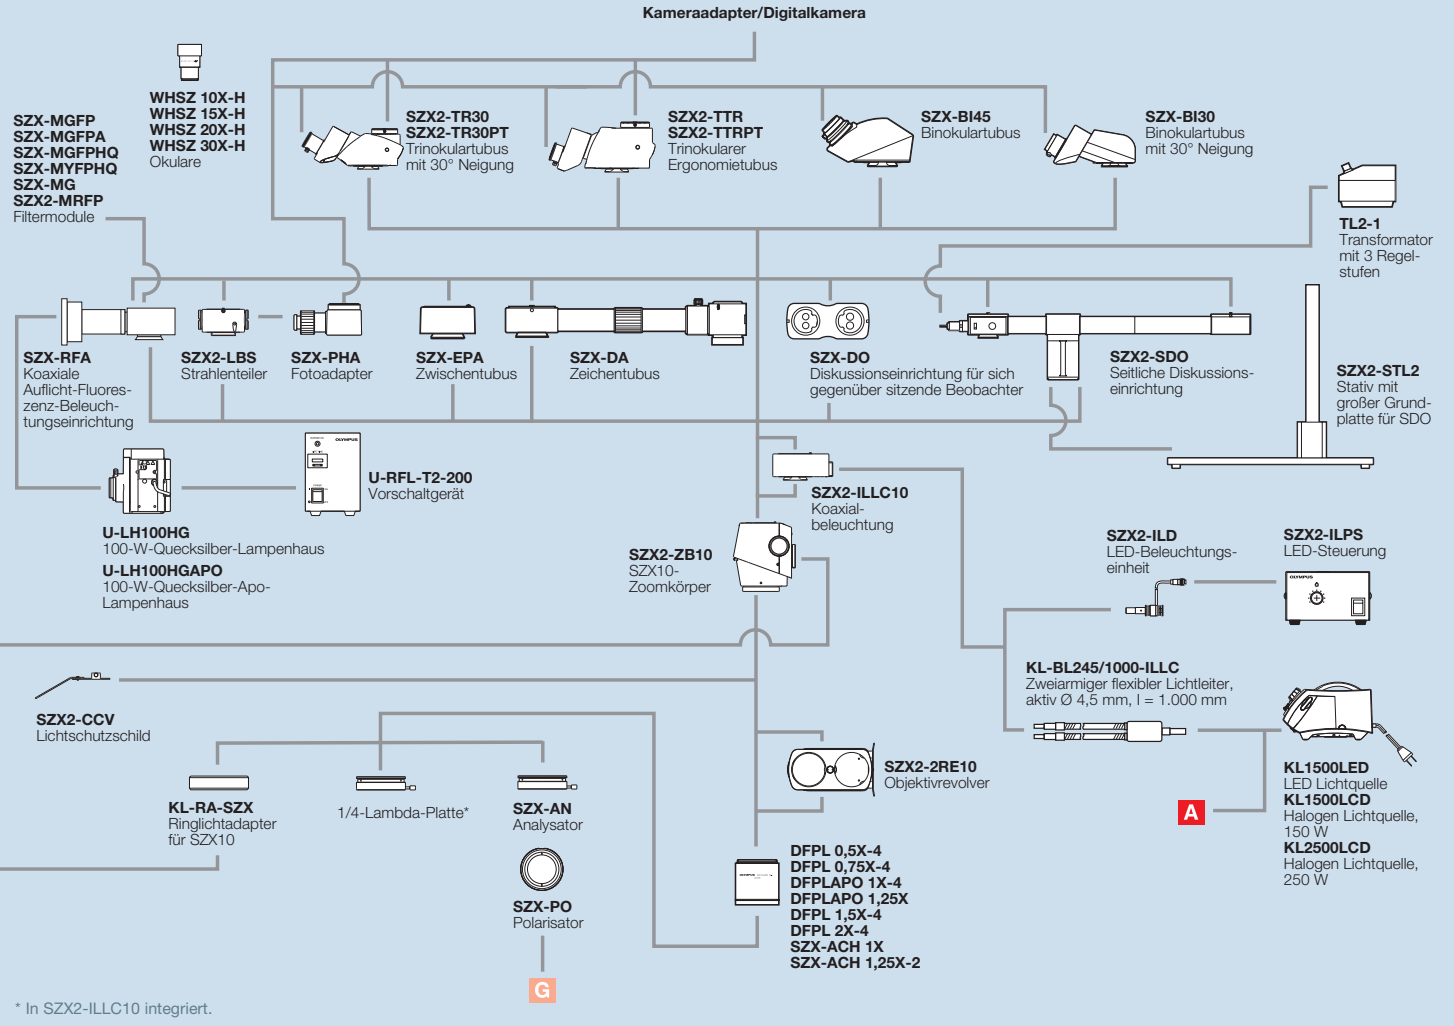 Kameraadapter/Digitalkamera
WHSZ 10X-H
WHSZ 15X-H
WHSZ 20X-H
WHSZ 30X-H
Okulare
SZX-MGFP
SZX-MGFPA
SZX-MGFPHQ
SZX-MYFPHQ
SZX-MG
SZX2-MRFP
Filtermodule
SZX2-TR30
SZX2-TR30PT
Trinokulartubus
mit 30° Neigung
SZX2-TTR
SZX2-TTRPT
Trinokularer
Ergonomietubus
SZX-BI45
Binokulartubus
SZX-BI30
Binokulartubus
mit 30° Neigung
TL2-1
Transformator
mit 3 Regel-
stufen
SZX-RFA
Koaxiale
Auflicht-Fluores-
zenz-Beleuch-
tungseinrichtung
SZX2-LBS
Strahlenteiler
SZX-PHA
Fotoadapter
SZX-EPA
Zwischentubus
SZX-DA
Zeichentubus
SZX-DO
Diskussionseinrichtung für sich
gegenüber sitzende Beobachter
SZX2-SDO
Seitliche Diskussions-
einrichtung
SZX2-STL2
Stativ mit
großer Grund-
platte für SDO
OLYMPUS
U-RFL-T2-200
Vorschaltgerät
U-LH100HG
100-W-Quecksilber-Lampenhaus
U-LH100HGAPO
100-W-Quecksilber-Apo-
Lampenhaus
SZX2-ILLC10
Koaxial-
beleuchtung
SZX2-ZB10
SZX10-
Zoomkörper
SZX2-ILD
LED-Beleuchtungs-
einheit
SZX2-ILPS
LED-Steuerung
OLYMPUS
KL-BL245/1000-ILLC
Zweiarmiger flexibler Lichtleiter,
aktiv Ø 4,5 mm, l = 1.000 mm
SZX2-CCV
Lichtschutzschild
KL-RA-SZX
Ringlichtadapter
für SZX10
1/4-Lambda-Platte*
SZX-AN
Analysator
SZX-PO
Polarisator
G
SZX2-2RE10
Objektivrevolver
KL1500LED
LED Lichtquelle
KL1500LCD
Halogen Lichtquelle,
150 W
KL2500LCD
Halogen Lichtquelle,
250 W
A
OLYMPUS
DFPL 0,5X-4
DFPL 0,75X-4
DFPLAPO 1X-4
DFPLAPO 1,25X
DFPL 1,5X-4
DFPL 2X-4
SZX-ACH 1X
SZX-ACH 1,25X-2
* In SZX2-ILLC10 integriert.